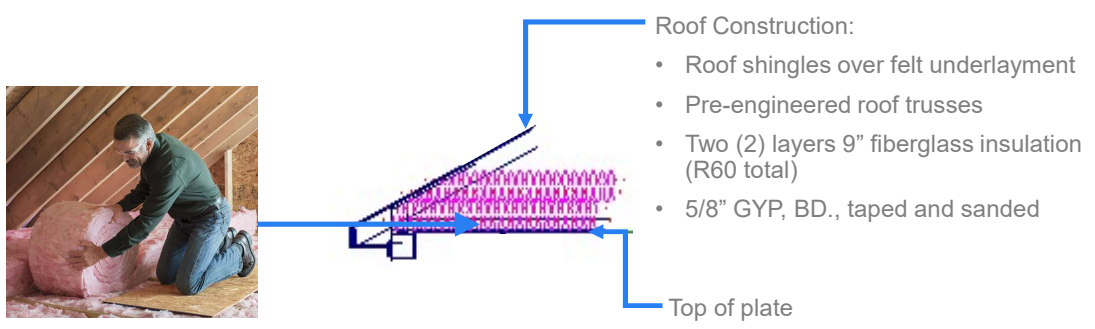 Roof Construction:
• Roof shingles over felt underlayment
• Pre-engineered roof trusses
• Two (2) layers 9” fiberglass insulation
(R60 total)
• 5/8” GYP, BD., taped and sanded
Top of plate